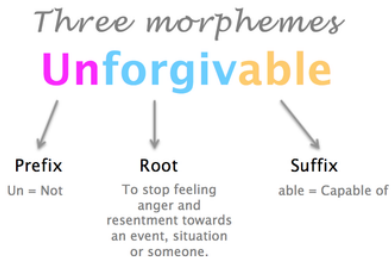 Three morphemes
Unforgivable
Prefix Root Suffix
Un = Not
To stop feeling
anger and
resentment towards
an event, situation
or someone.
able = Capable of